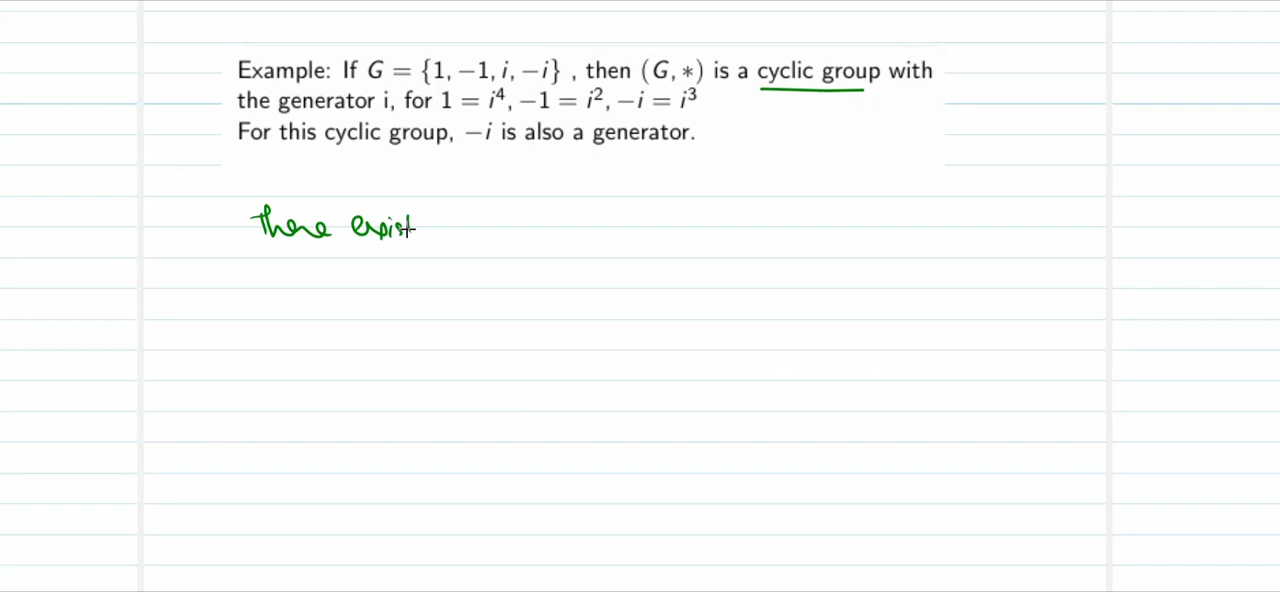 Example: If G = {1, −1, i, −i} , then (G, ∗) is a cyclic group with
the generator i, for 1 = i⁴, −1 = i², −i = i³
For this cyclic group, −i is also a generator.
there exist